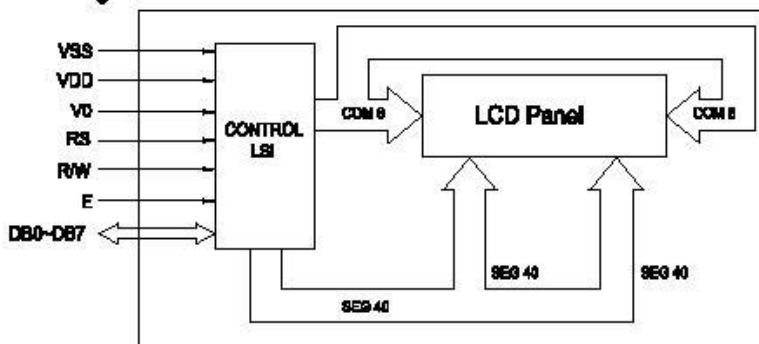 VSS
VDD
V0
RS
R/W
E
DB0~DB7
CONTROL
LSI
COM 8
LCD Panel
COM 8
SEG 40
SEG 40
SEG 40